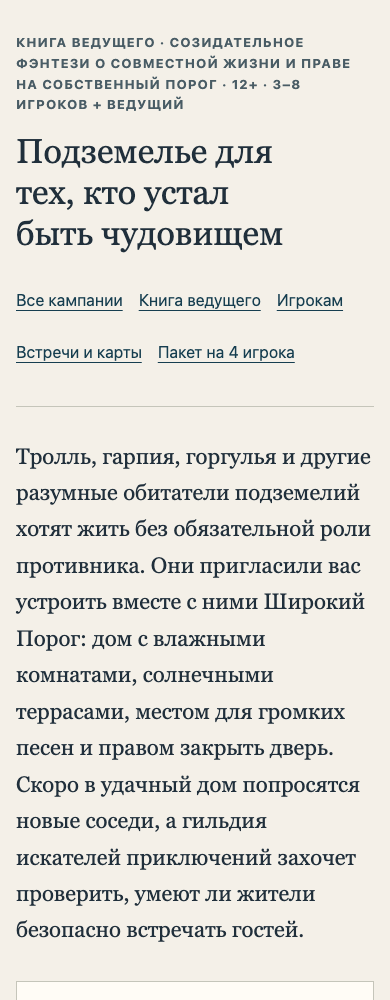 КНИГА ВЕДУЩЕГО · СОЗИДАТЕЛЬНОЕ
ФЭНТЕЗИ О СОВМЕСТНОЙ ЖИЗНИ И ПРАВЕ
НА СОБСТВЕННЫЙ ПОРОГ · 12+ · 3–8
ИГРОКОВ + ВЕДУЩИЙ
Подземелье для
тех, кто устал
быть чудовищем
Все кампании Книга ведущего Игрокам
Встречи и карты Пакет на 4 игрока
Тролль, гарпия, горгулья и другие
разумные обитатели подземелий
хотят жить без обязательной роли
противника. Они пригласили вас
устроить вместе с ними Широкий
Порог: дом с влажными
комнатами, солнечными
террасами, местом для громких
песен и правом закрыть дверь.
Скоро в удачный дом попросятся
новые соседи, а гильдия
искателей приключений захочет
проверить, умеют ли жители
безопасно встречать гостей.